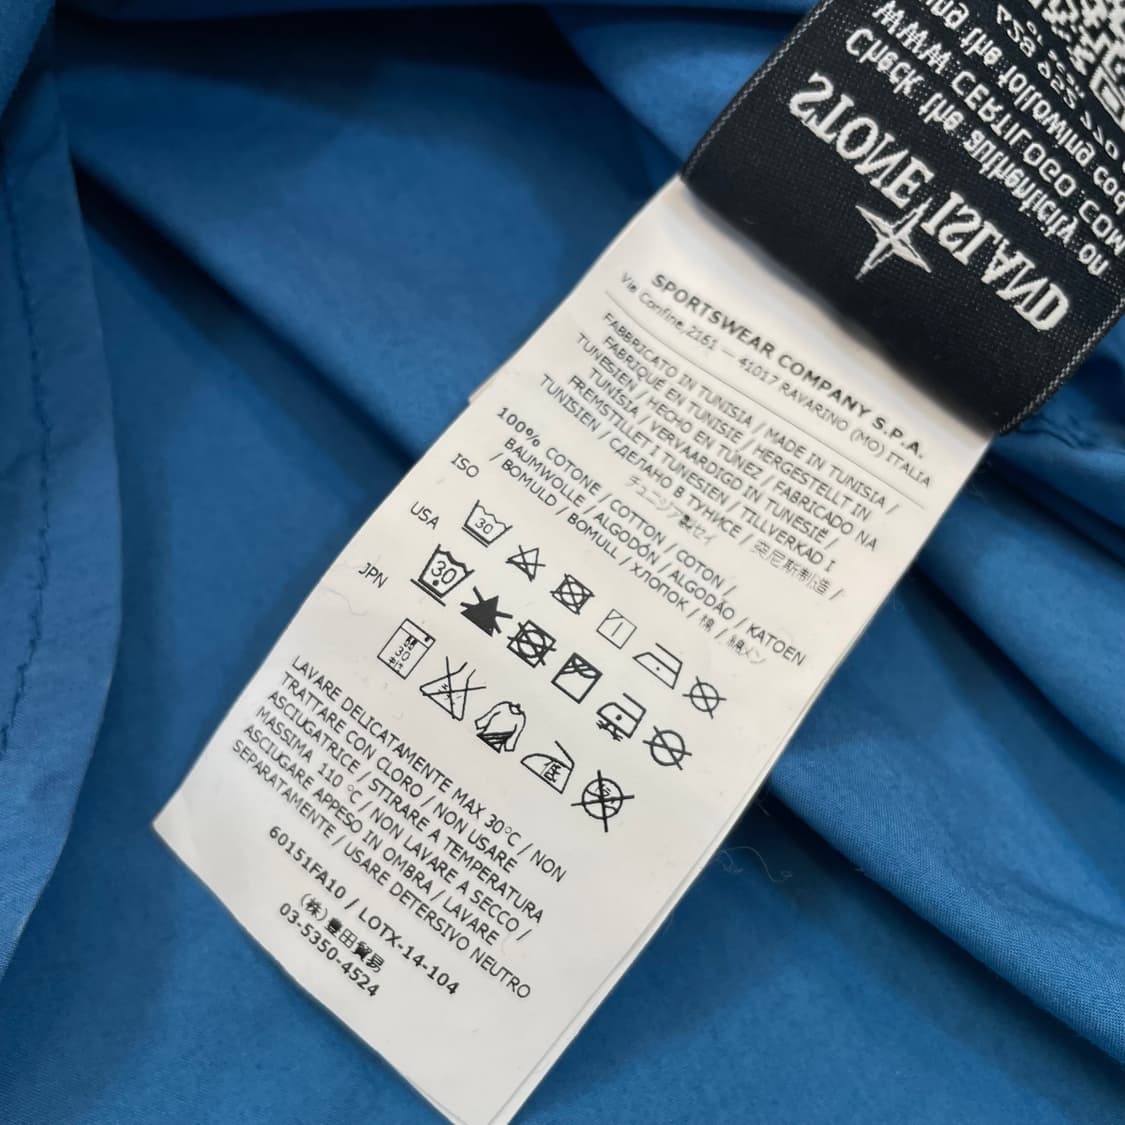 STONE ISLAND
Check the authenticity on
WWW.CERTILOGO.COM
the following
SPORTSWEAR COMPANY S.P.A.
Via Confine,2161 — 41017 RAVARINO (MO) ITALIA
FABBRICATO IN TUNISIA / MADE IN TUNISIA /
FABRIQUÉ EN TUNISIE / HERGESTELLT IN
TUNESIEN / HECHO EN TÚNEZ / FABRICADO NA
TUNÍSIA / VERVAARDIGD IN TUNESIË /
FREMSTILLET I TUNESIEN / TILLVERKAD I
TUNISIEN / СДЕЛАНО В ТУНИСЕ / 突尼斯制造 /
チュニジア製
100% COTONE / COTTON / COTON /
BAUMWOLLE / ALGODÓN / ALGODÃO / KATOEN
/ BOMULD / BOMULL / ХЛОПОК / 棉 /
ISO
30
USA
30
JPN
30
低
LAVARE DELICATAMENTE MAX 30°C / NON
TRATTARE CON CLORO / NON USARE
ASCIUGATRICE / STIRARE A TEMPERATURA
MASSIMA 110 °C / NON LAVARE A SECCO /
ASCIUGARE APPESO IN OMBRA / LAVARE
SEPARATAMENTE / USARE DETERSIVO NEUTRO
60151FA10 / LOTX-14-104
(株)豊田貿易
03-5350-4524